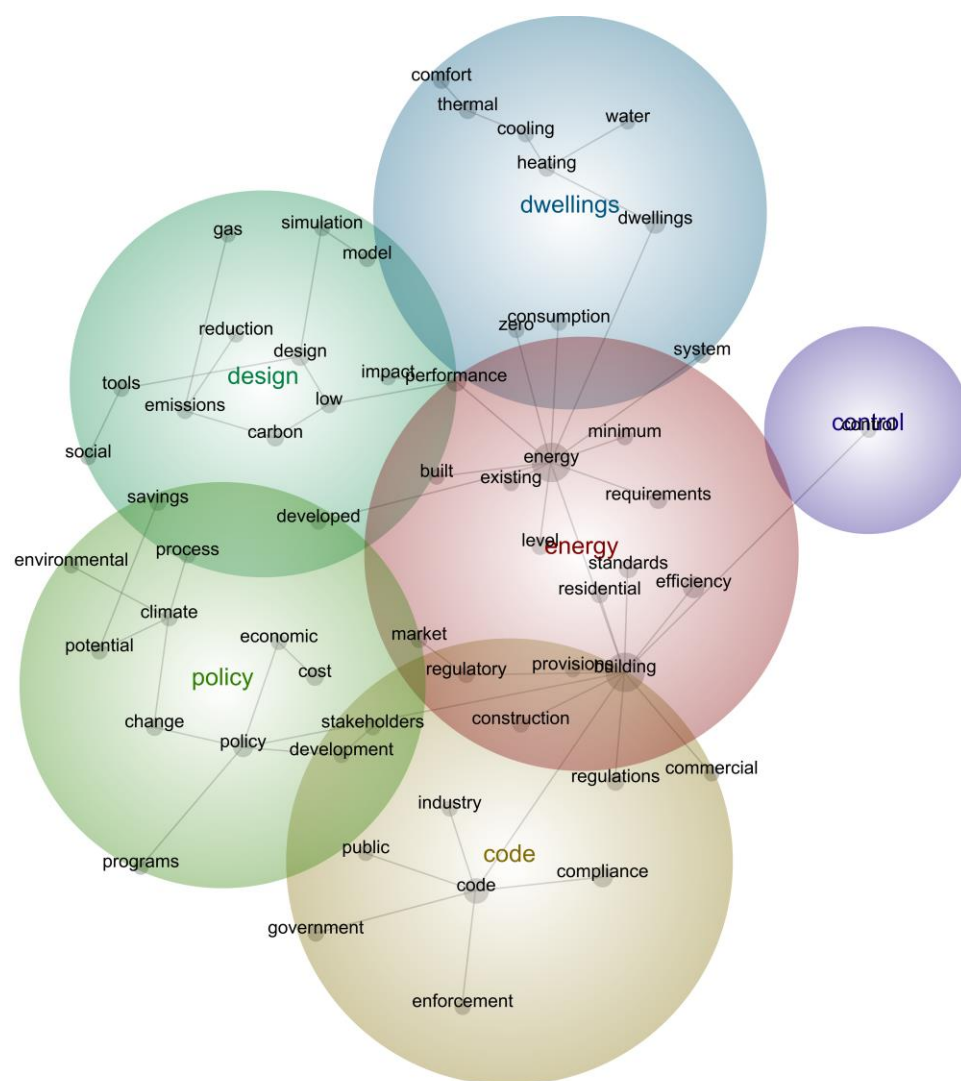 comfort
thermal
cooling
water
heating
dwellings
dwellings
gas
simulation
model
reduction
design
design
zero
consumption
system
tools
emissions
low
impact
performance
carbon
control
control
minimum
social
built
energy
existing
requirements
savings
developed
level
energy
environmental
process
standards
residential
efficiency
climate
potential
economic
market
cost
policy
regulatory
provisions
building
change
policy
stakeholders
development
construction
regulations
commercial
industry
public
code
code
compliance
programs
government
enforcement